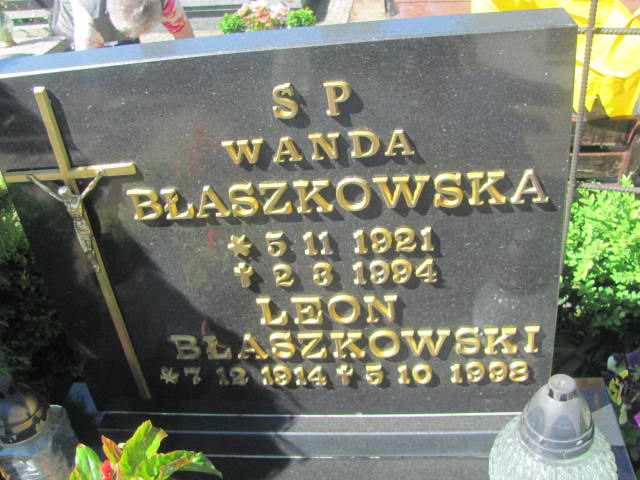 S P
WANDA
BŁASZKOWSKA
* 5 11 1921
✝ 2 3 1994
LEON
BŁASZKOWSKI
* 7 12 1914 ✝ 5 10 1998